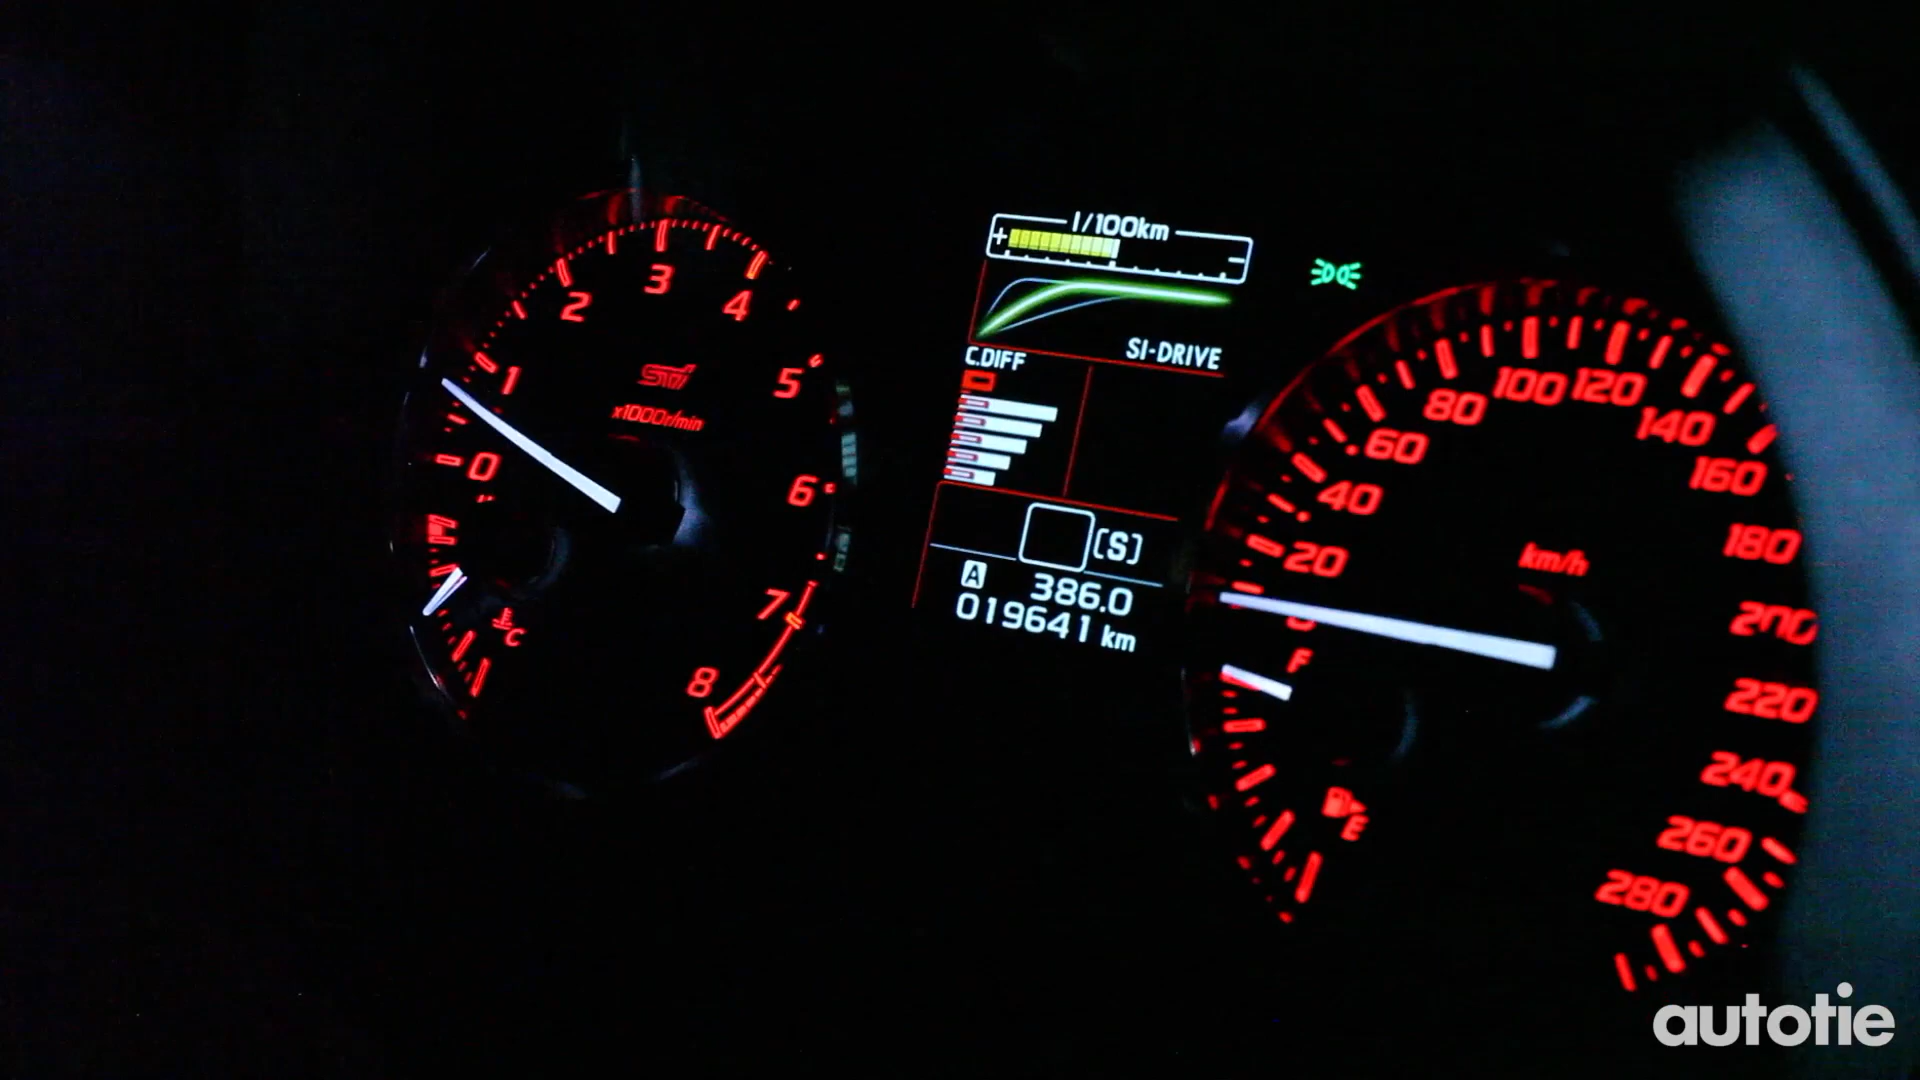 0
1
2
3
4
5
6
7
8
STI
x1000r/min
C
l/100km
+
-
SI-DRIVE
C.DIFF
[S]
A 386.0
019641 km
20
40
60
80
100
120
140
160
180
200
220
240
260
280
km/h
F
E
autotie